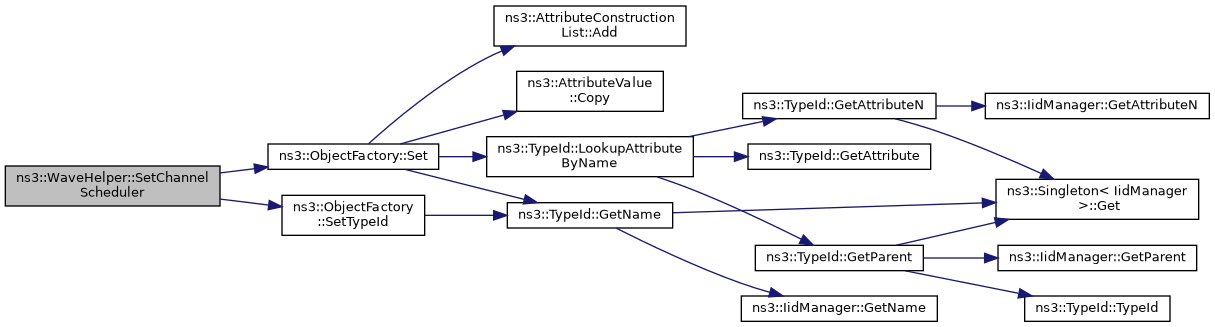 ns3::WaveHelper::SetChannel
Scheduler
ns3::ObjectFactory::Set
ns3::ObjectFactory
::SetTypeId
ns3::AttributeConstruction
List::Add
ns3::AttributeValue
::Copy
ns3::TypeId::LookupAttribute
ByName
ns3::TypeId::GetName
ns3::TypeId::GetAttributeN
ns3::TypeId::GetAttribute
ns3::TypeId::GetParent
ns3::IidManager::GetName
ns3::IidManager::GetAttributeN
ns3::Singleton< IidManager
>::Get
ns3::IidManager::GetParent
ns3::TypeId::TypeId